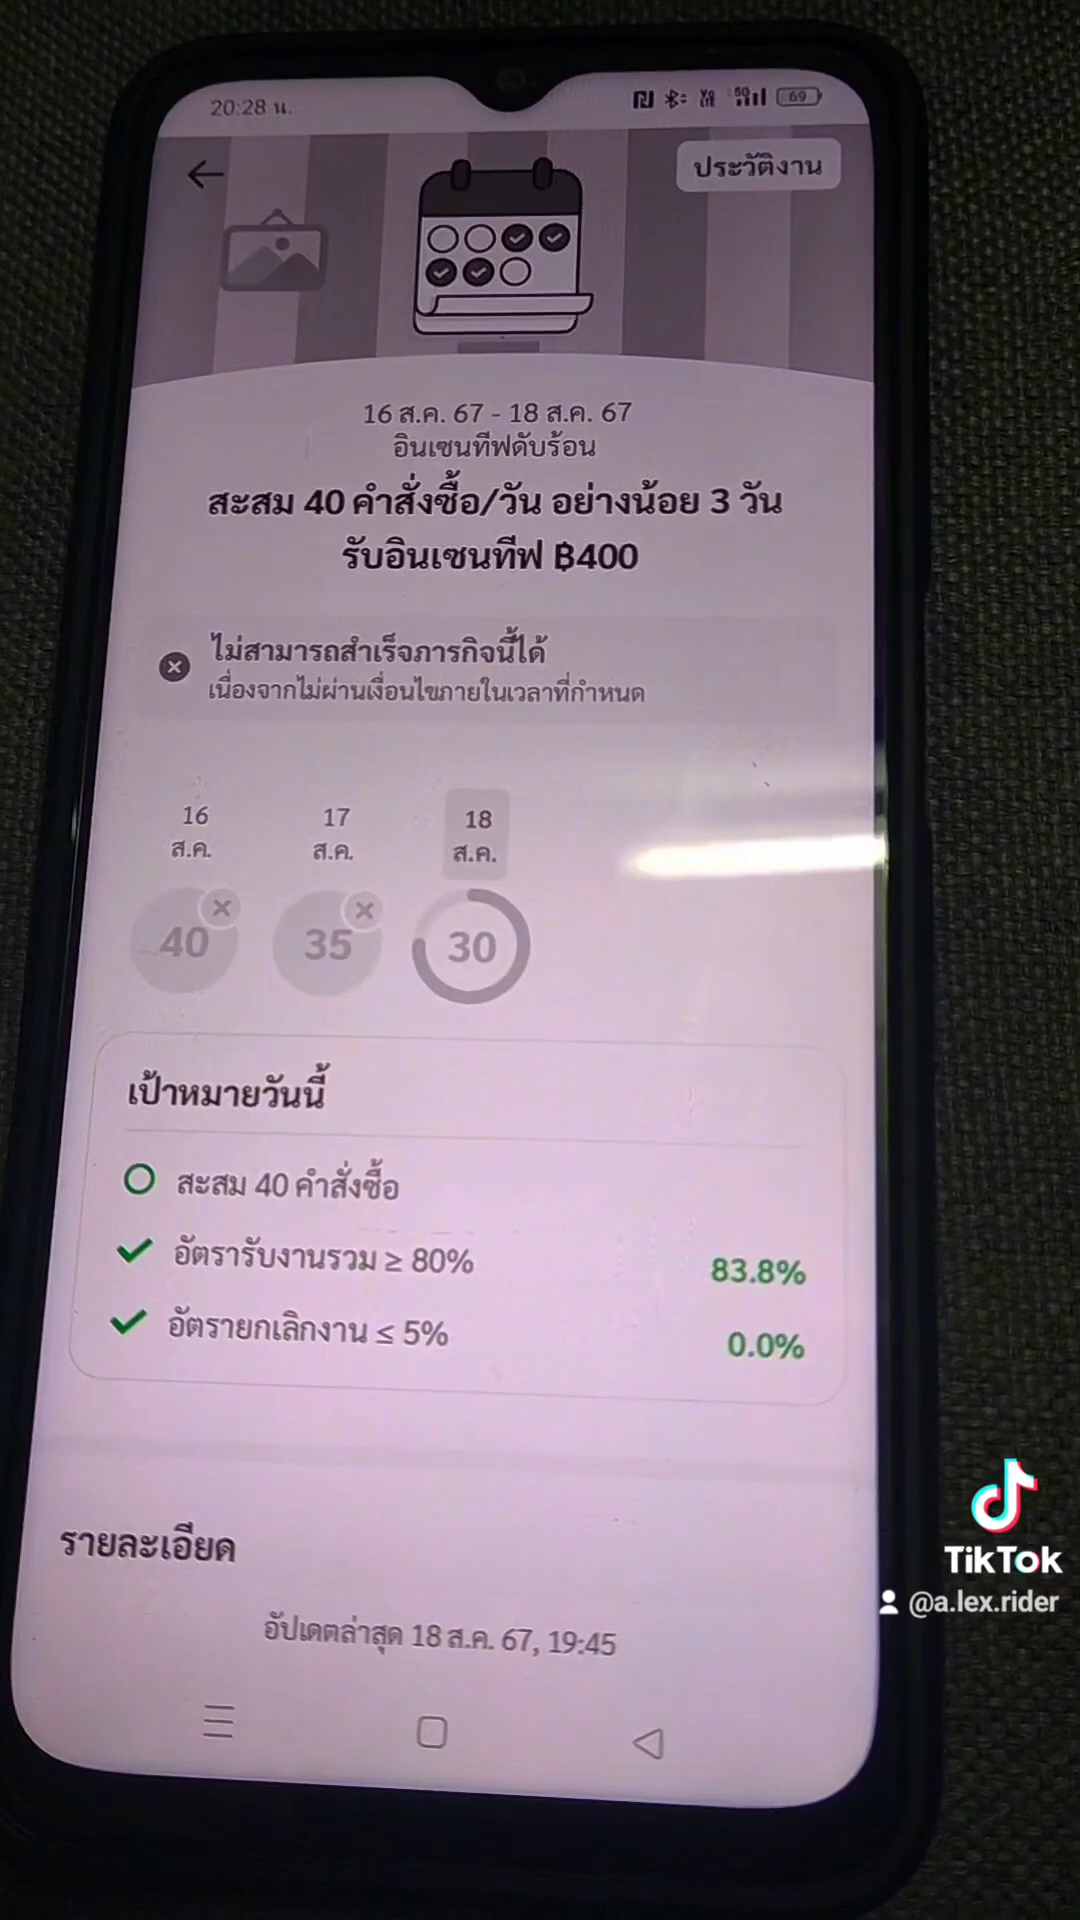 20:28 น.
5G
69
ประวัติงาน
16 ส.ค. 67 - 18 ส.ค. 67
อินเซนทีฟดับร้อน
สะสม 40 คำสั่งซื้อ/วัน อย่างน้อย 3 วัน
รับอินเซนทีฟ ฿400
ไม่สามารถสำเร็จภารกิจนี้ได้
เนื่องจากไม่ผ่านเงื่อนไขภายในเวลาที่กำหนด
16 17 18
ส.ค. ส.ค. ส.ค.
40 35 30
เป้าหมายวันนี้
สะสม 40 คำสั่งซื้อ
อัตรารับงานรวม ≥ 80% 83.8%
อัตรายกเลิกงาน ≤ 5% 0.0%
รายละเอียด
อัปเดตล่าสุด 18 ส.ค. 67, 19:45
TikTok
@a.lex.rider